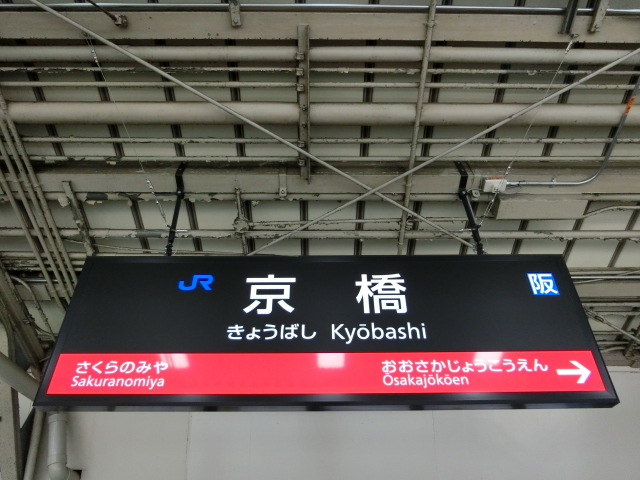 JR 京橋 阪
きょうばし Kyōbashi
さくらのみや おおさかじょうこうえん
Sakuranomiya Ōsakajōkōen